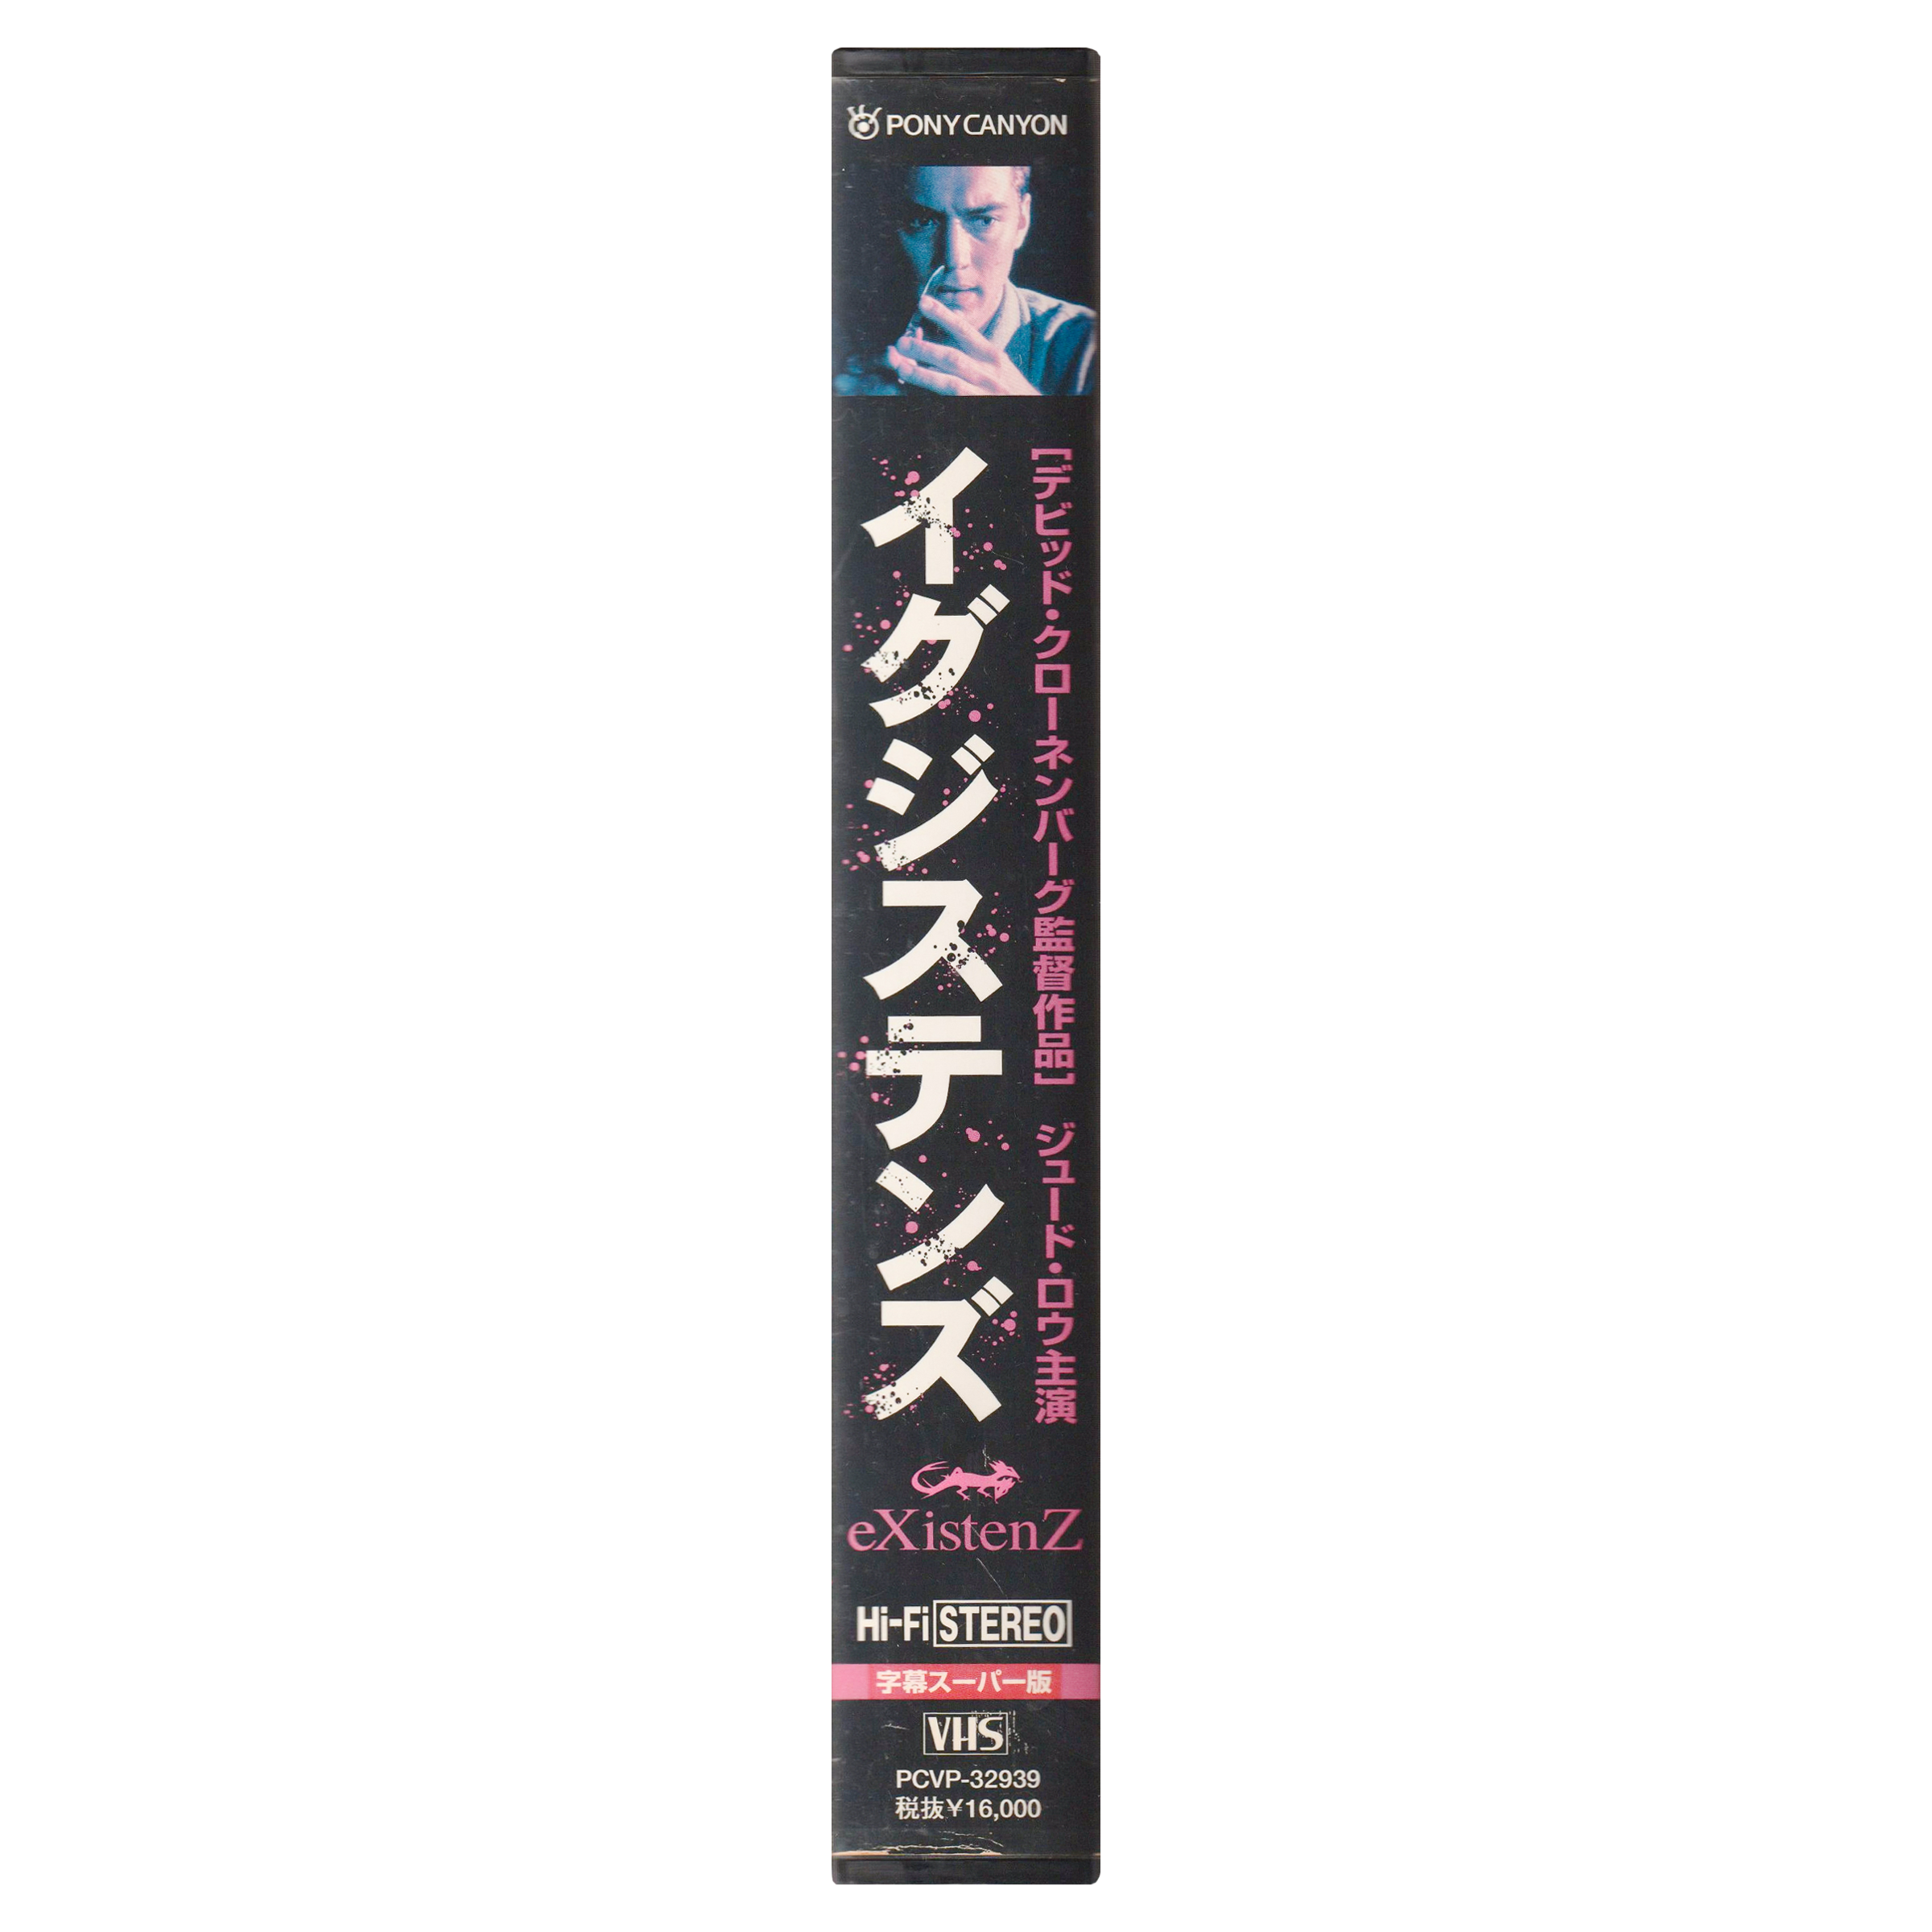 PONY CANYON
[デビッド・クローネンバーグ監督作品] ジュード・ロウ主演
イグジステンズ
eXistenZ
Hi-Fi STEREO
字幕スーパー版
VHS
PCVP-32939
税抜¥16,000